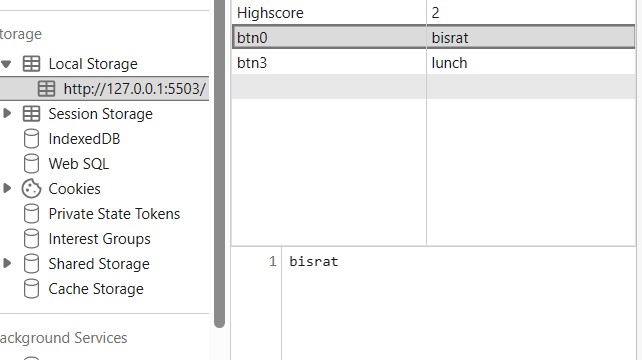 torage
Local Storage
http://127.0.0.1:5503/
Session Storage
IndexedDB
Web SQL
Cookies
Private State Tokens
Interest Groups
Shared Storage
Cache Storage
ackground Services
Highscore 2
btn0 bisrat
btn3 lunch
1 bisrat